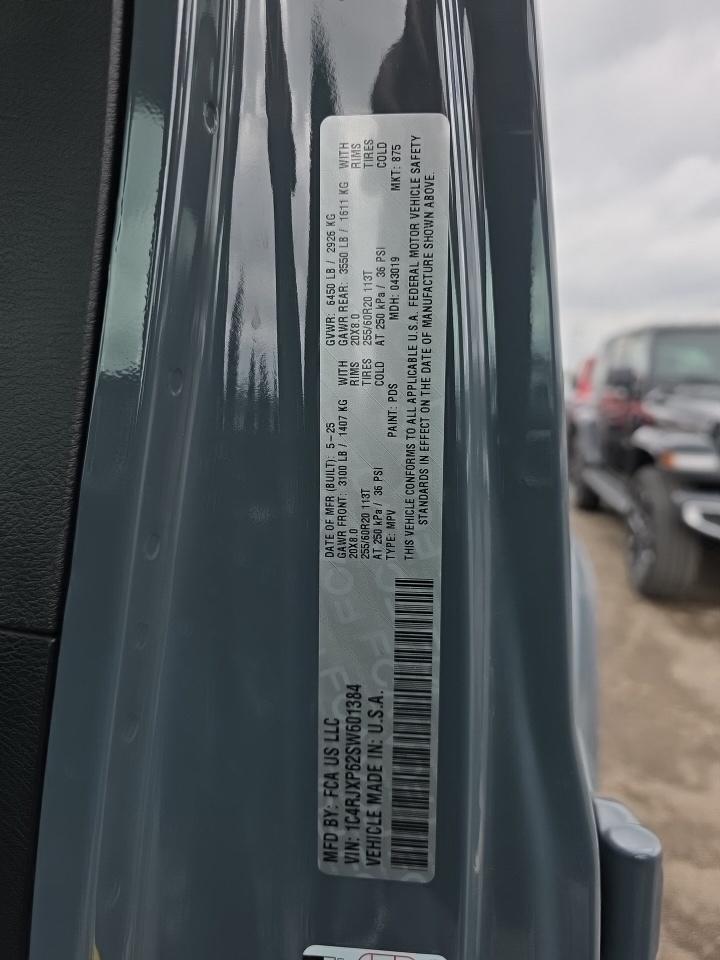 MFD BY: FCA US LLC
VIN: 1C4RJXP62SW601384
VEHICLE MADE IN: U.S.A.
DATE OF MFR (BUILT): 5-25 GVWR: 6450 LB / 2926 KG
GAWR FRONT: 3100 LB / 1407 KG WITH GAWR REAR: 3550 LB / 1611 KG WITH
20X8.0 RIMS 20X8.0 RIMS
255/60R20 113T TIRES 255/60R20 113T TIRES
AT 250 kPa / 36 PSI COLD AT 250 kPa / 36 PSI COLD
TYPE: MPV PAINT: PDS MDH: 043019 MKT: 875
THIS VEHICLE CONFORMS TO ALL APPLICABLE U.S.A. FEDERAL MOTOR VEHICLE SAFETY
STANDARDS IN EFFECT ON THE DATE OF MANUFACTURE SHOWN ABOVE.